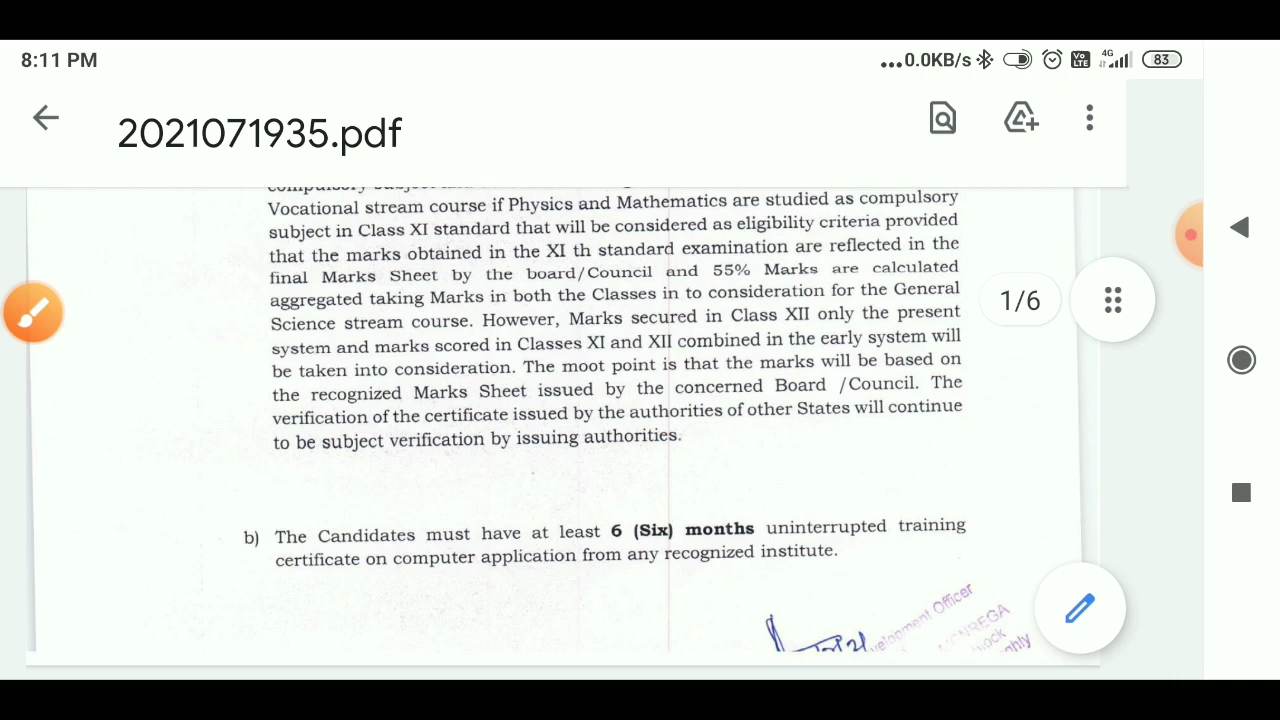 8:11 PM
...0.0KB/s
Vo LTE
4G
83
2021071935.pdf
compulsory
Vocational stream course if Physics and Mathematics are studied as compulsory
subject in Class XI standard that will be considered as eligibility criteria provided
that the marks obtained in the XI th standard examination are reflected in the
final Marks Sheet by the board/Council and 55% Marks are calculated
aggregated taking Marks in both the Classes in to consideration for the General
Science stream course. However, Marks secured in Class XII only the present
system and marks scored in Classes XI and XII combined in the early system will
be taken into consideration. The moot point is that the marks will be based on
the recognized Marks Sheet issued by the concerned Board /Council. The
verification of the certificate issued by the authorities of other States will continue
to be subject verification by issuing authorities.
1/6
b) The Candidates must have at least 6 (Six) months uninterrupted training
certificate on computer application from any recognized institute.
Officer